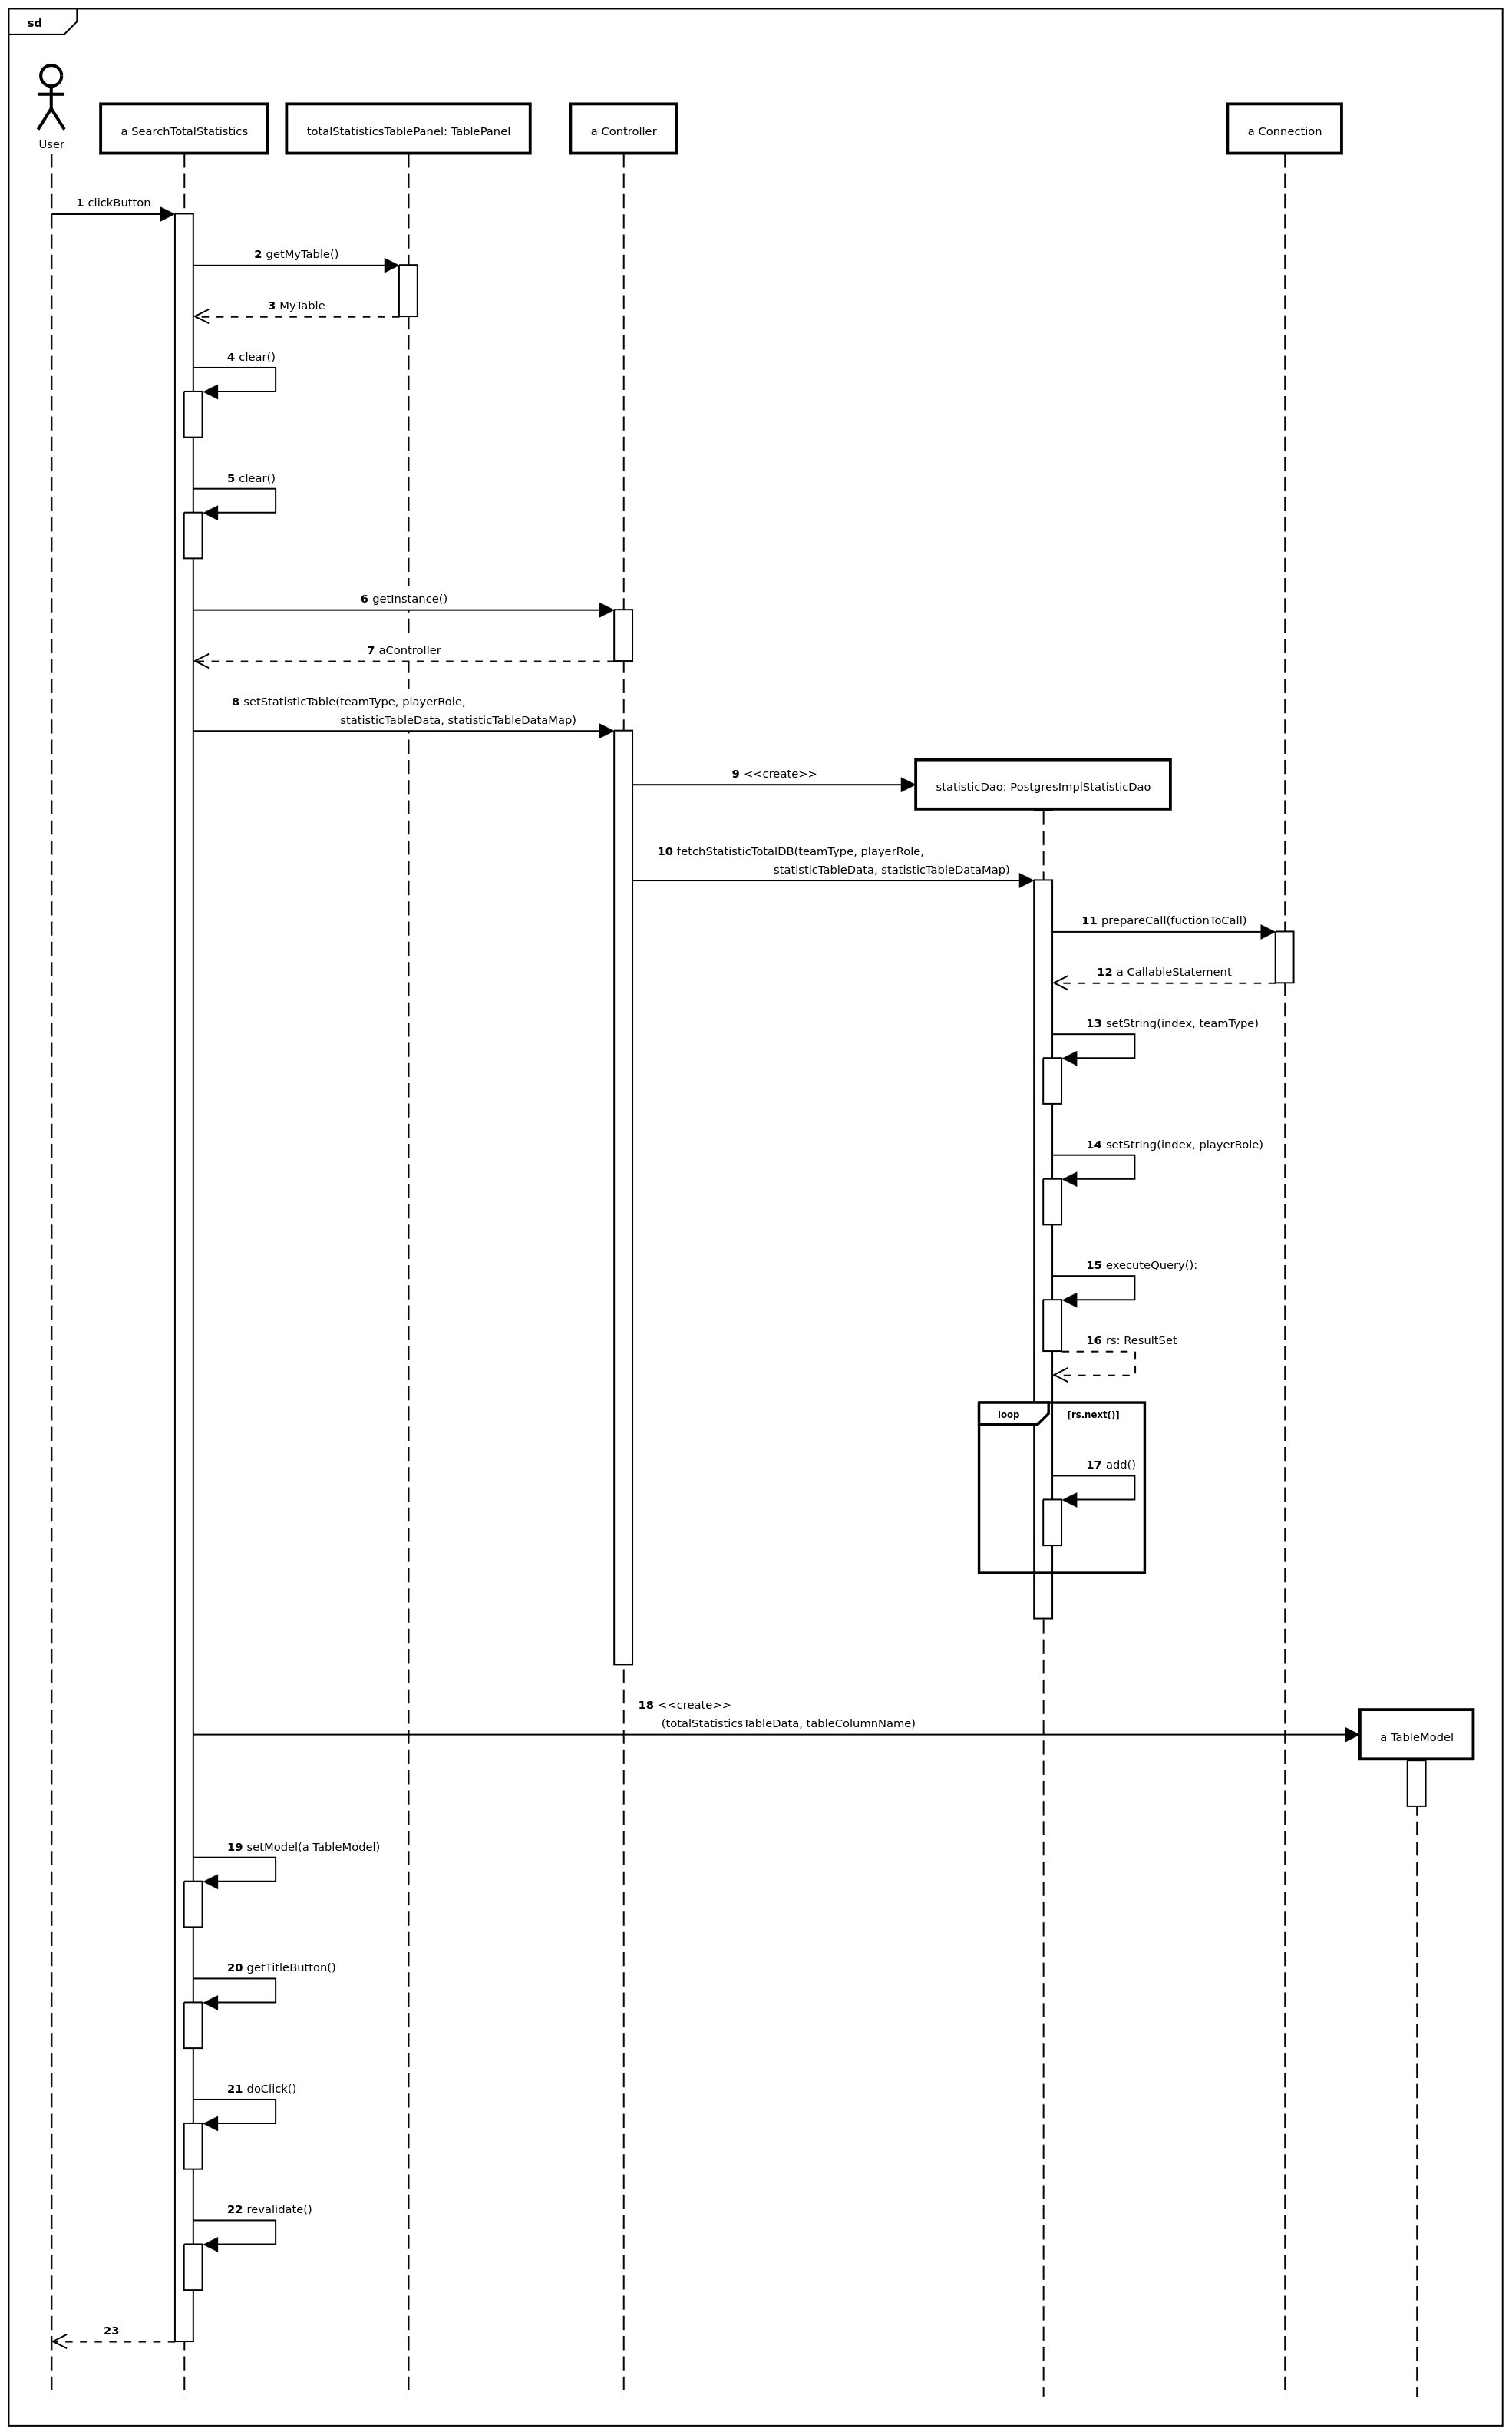 sd
User
a SearchTotalStatistics
totalStatisticsTablePanel: TablePanel
a Controller
a Connection
1 clickButton
2 getMyTable()
3 MyTable
4 clear()
5 clear()
6 getInstance()
7 aController
8 setStatisticTable(teamType, playerRole,
statisticTableData, statisticTableDataMap)
9 <<create>>
statisticDao: PostgresImplStatisticDao
10 fetchStatisticTotalDB(teamType, playerRole,
statisticTableData, statisticTableDataMap)
11 prepareCall(fuctionToCall)
12 a CallableStatement
13 setString(index, teamType)
14 setString(index, playerRole)
15 executeQuery():
16 rs: ResultSet
loop
[rs.next()]
17 add()
18 <<create>>
(totalStatisticsTableData, tableColumnName)
a TableModel
19 setModel(a TableModel)
20 getTitleButton()
21 doClick()
22 revalidate()
23